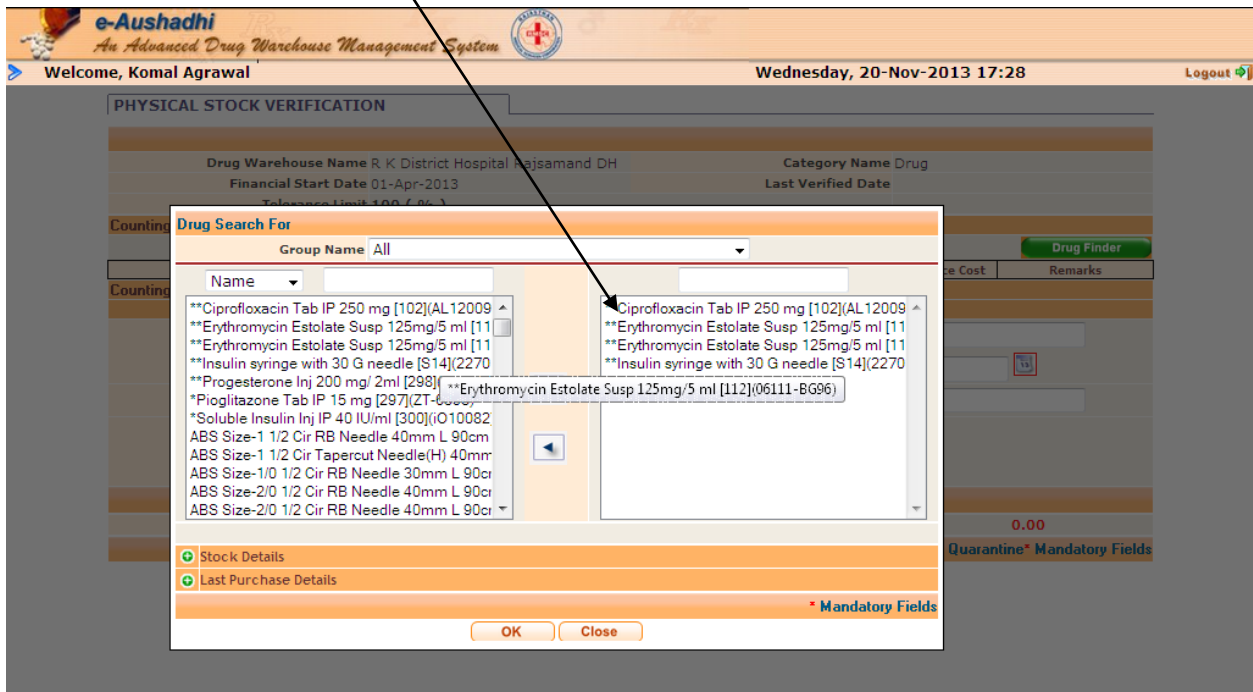 e-Aushadhi
An Advanced Drug Warehouse Management System
Welcome, Komal Agrawal
Wednesday, 20-Nov-2013 17:28
Logout
PHYSICAL STOCK VERIFICATION
Drug Warehouse Name R K District Hospital Rajsamand DH
Category Name Drug
Financial Start Date 01-Apr-2013
Last Verified Date
Tolerance Limit 100 ( % )
Counting
Drug Search For
Group Name All
Drug Finder
ce Cost
Remarks
Name
Counting
**Ciprofloxacin Tab IP 250 mg [102](AL12009
**Erythromycin Estolate Susp 125mg/5 ml [11
**Erythromycin Estolate Susp 125mg/5 ml [11
**Insulin syringe with 30 G needle [S14](2270
**Progesterone Inj 200 mg/ 2ml [298](
*Pioglitazone Tab IP 15 mg [297](ZT-
*Soluble Insulin Inj IP 40 IU/ml [300](iO10082
ABS Size-1 1/2 Cir RB Needle 40mm L 90cm
ABS Size-1 1/2 Cir Tapercut Needle(H) 40mm
ABS Size-1/0 1/2 Cir RB Needle 30mm L 90cr
ABS Size-2/0 1/2 Cir RB Needle 40mm L 90cr
ABS Size-2/0 1/2 Cir RB Needle 40mm L 90cr
Ciprofloxacin Tab IP 250 mg [102](AL12009
**Erythromycin Estolate Susp 125mg/5 ml [11
**Erythromycin Estolate Susp 125mg/5 ml [11
**Insulin syringe with 30 G needle [S14](2270
**Erythromycin Estolate Susp 125mg/5 ml [112](06111-BG96)
0.00
Stock Details
Quarantine* Mandatory Fields
Last Purchase Details
* Mandatory Fields
OK
Close